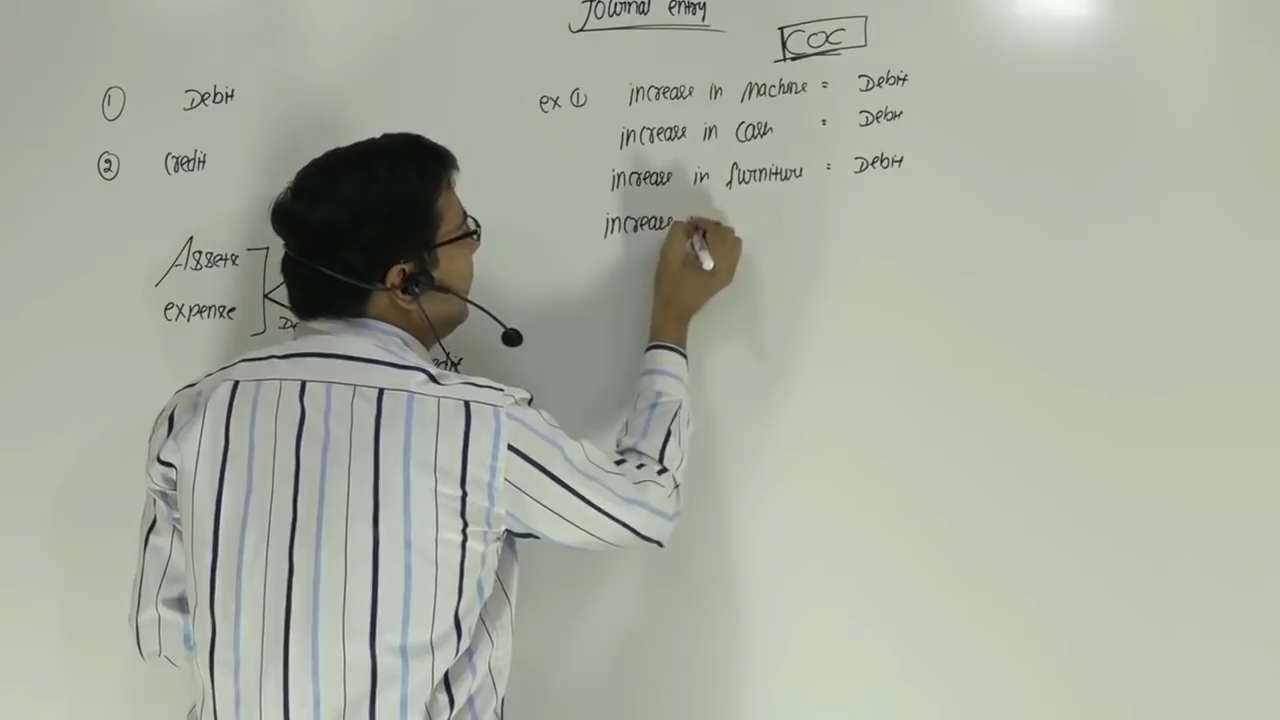 Journal entry
COC
① Debit
② Credit
Assets
expense
ex ① increase in Machine = Debit
increase in Cash = Debit
increase in furniture = Debit
increase